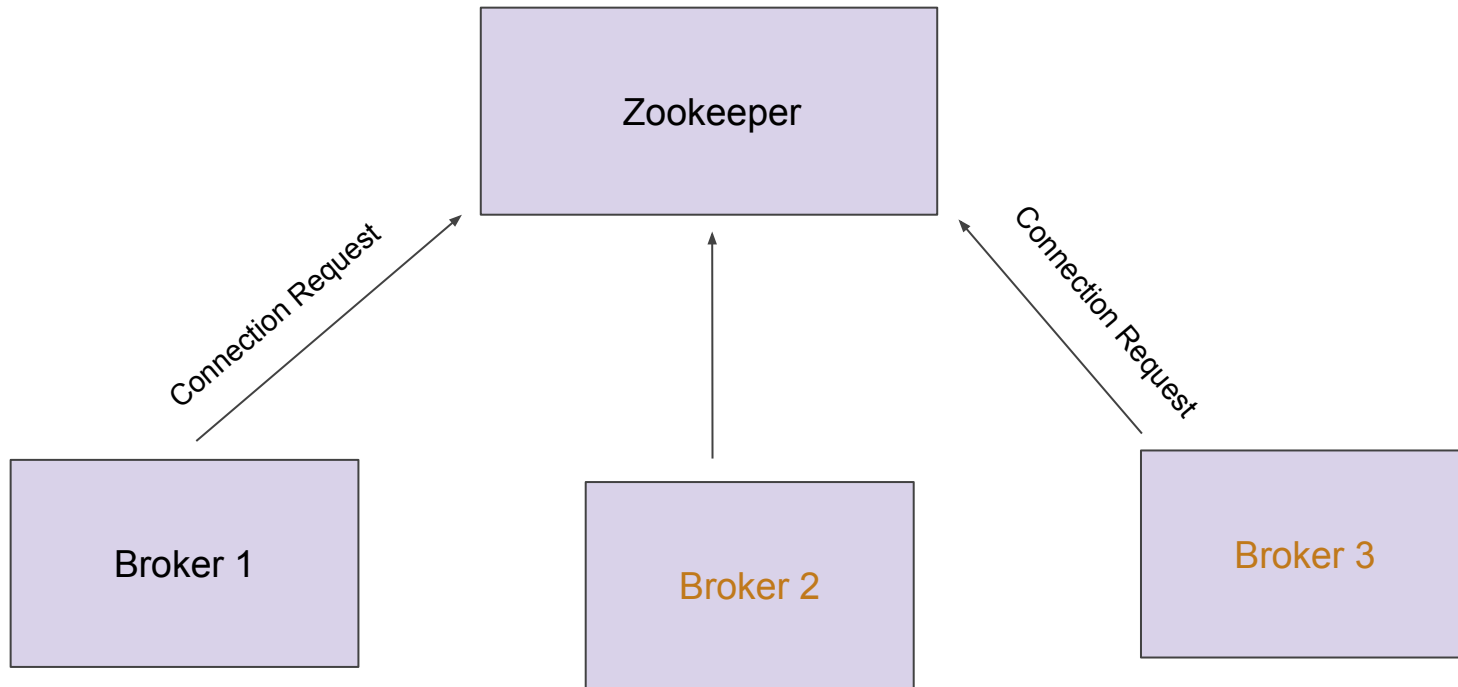 Zookeeper
Connection Request
Connection Request
Broker 1
Broker 2
Broker 3